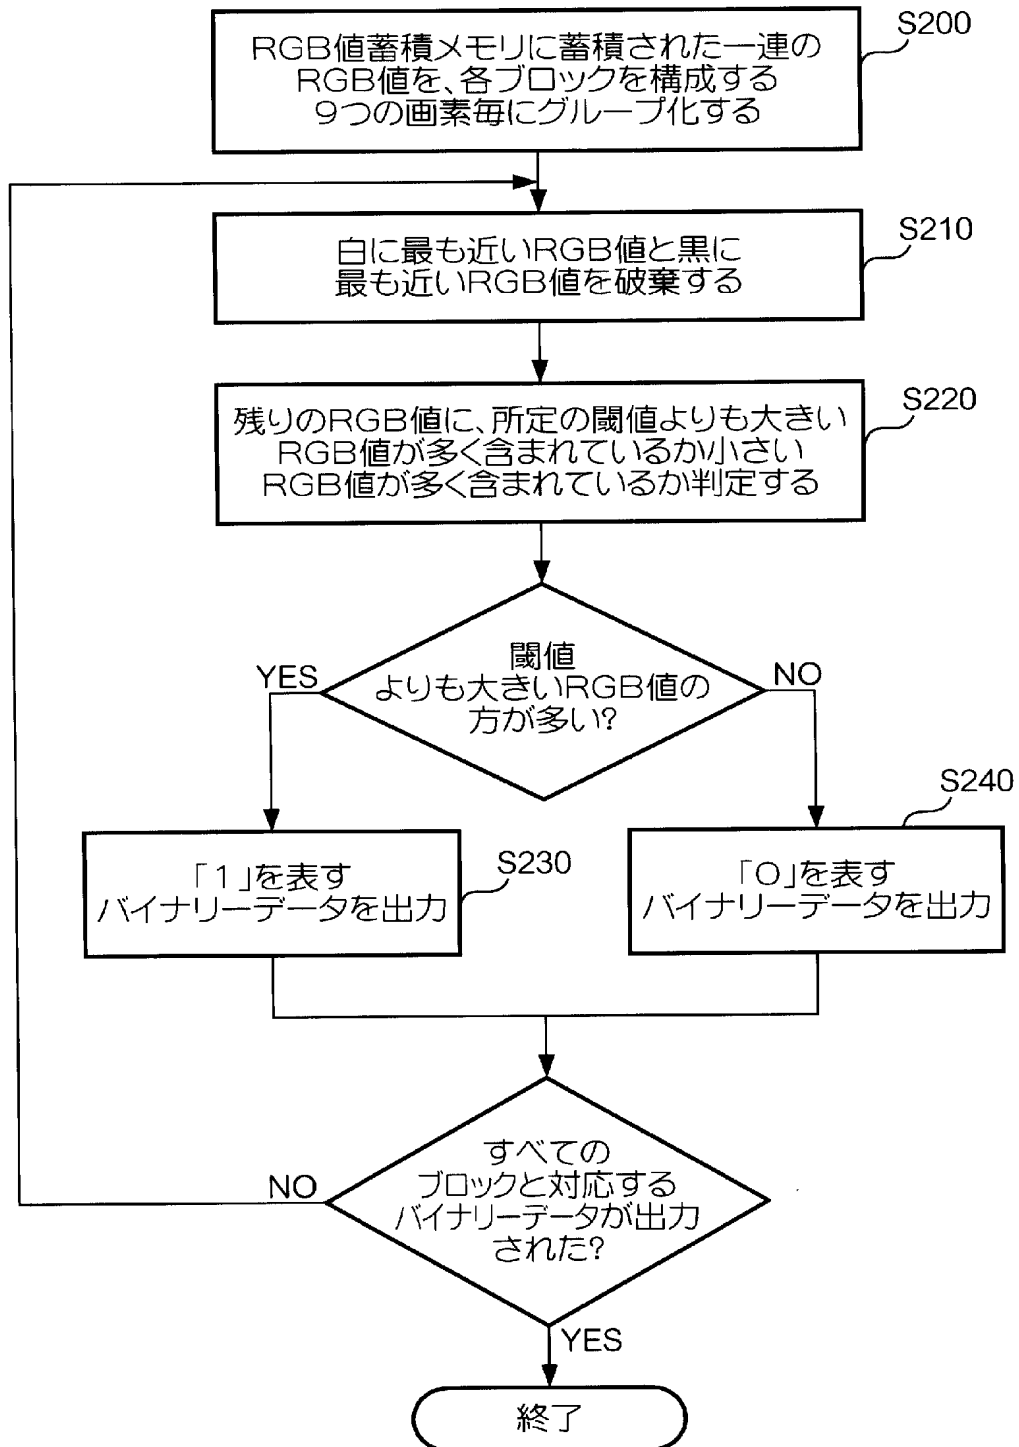 S200
RGB値蓄積メモリに蓄積された一連の
RGB値を、各ブロックを構成する
9つの画素毎にグループ化する
S210
白に最も近いRGB値と黒に
最も近いRGB値を破棄する
S220
残りのRGB値に、所定の閾値よりも大きい
RGB値が多く含まれているか小さい
RGB値が多く含まれているか判定する
閾値
よりも大きいRGB値の
方が多い?
YES
NO
S230
「1」を表す
バイナリーデータを出力
S240
「0」を表す
バイナリーデータを出力
すべての
ブロックと対応する
バイナリーデータが出力
された?
NO
YES
終了